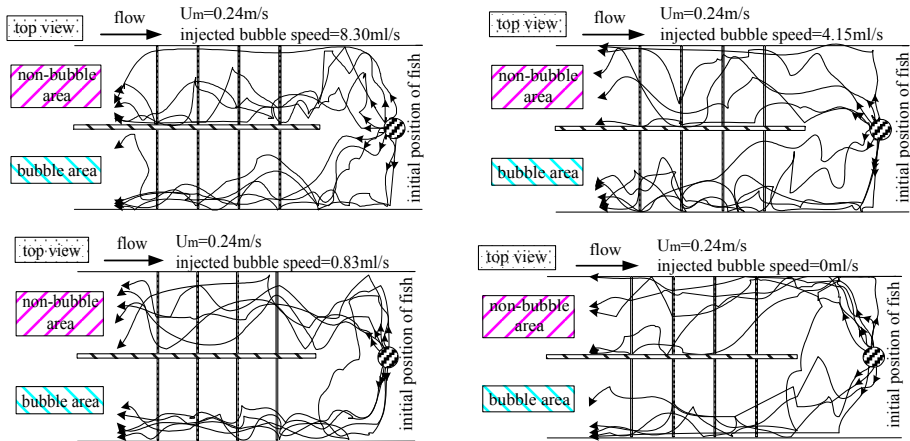 top view
flow
Um=0.24m/s
injected bubble speed=8.30ml/s
non-bubble
area
bubble area
initial position of fish
top view
flow
Um=0.24m/s
injected bubble speed=4.15ml/s
non-bubble
area
bubble area
initial position of fish
top view
flow
Um=0.24m/s
injected bubble speed=0.83ml/s
non-bubble
area
bubble area
initial position of fish
top view
flow
Um=0.24m/s
injected bubble speed=0ml/s
non-bubble
area
bubble area
initial position of fish